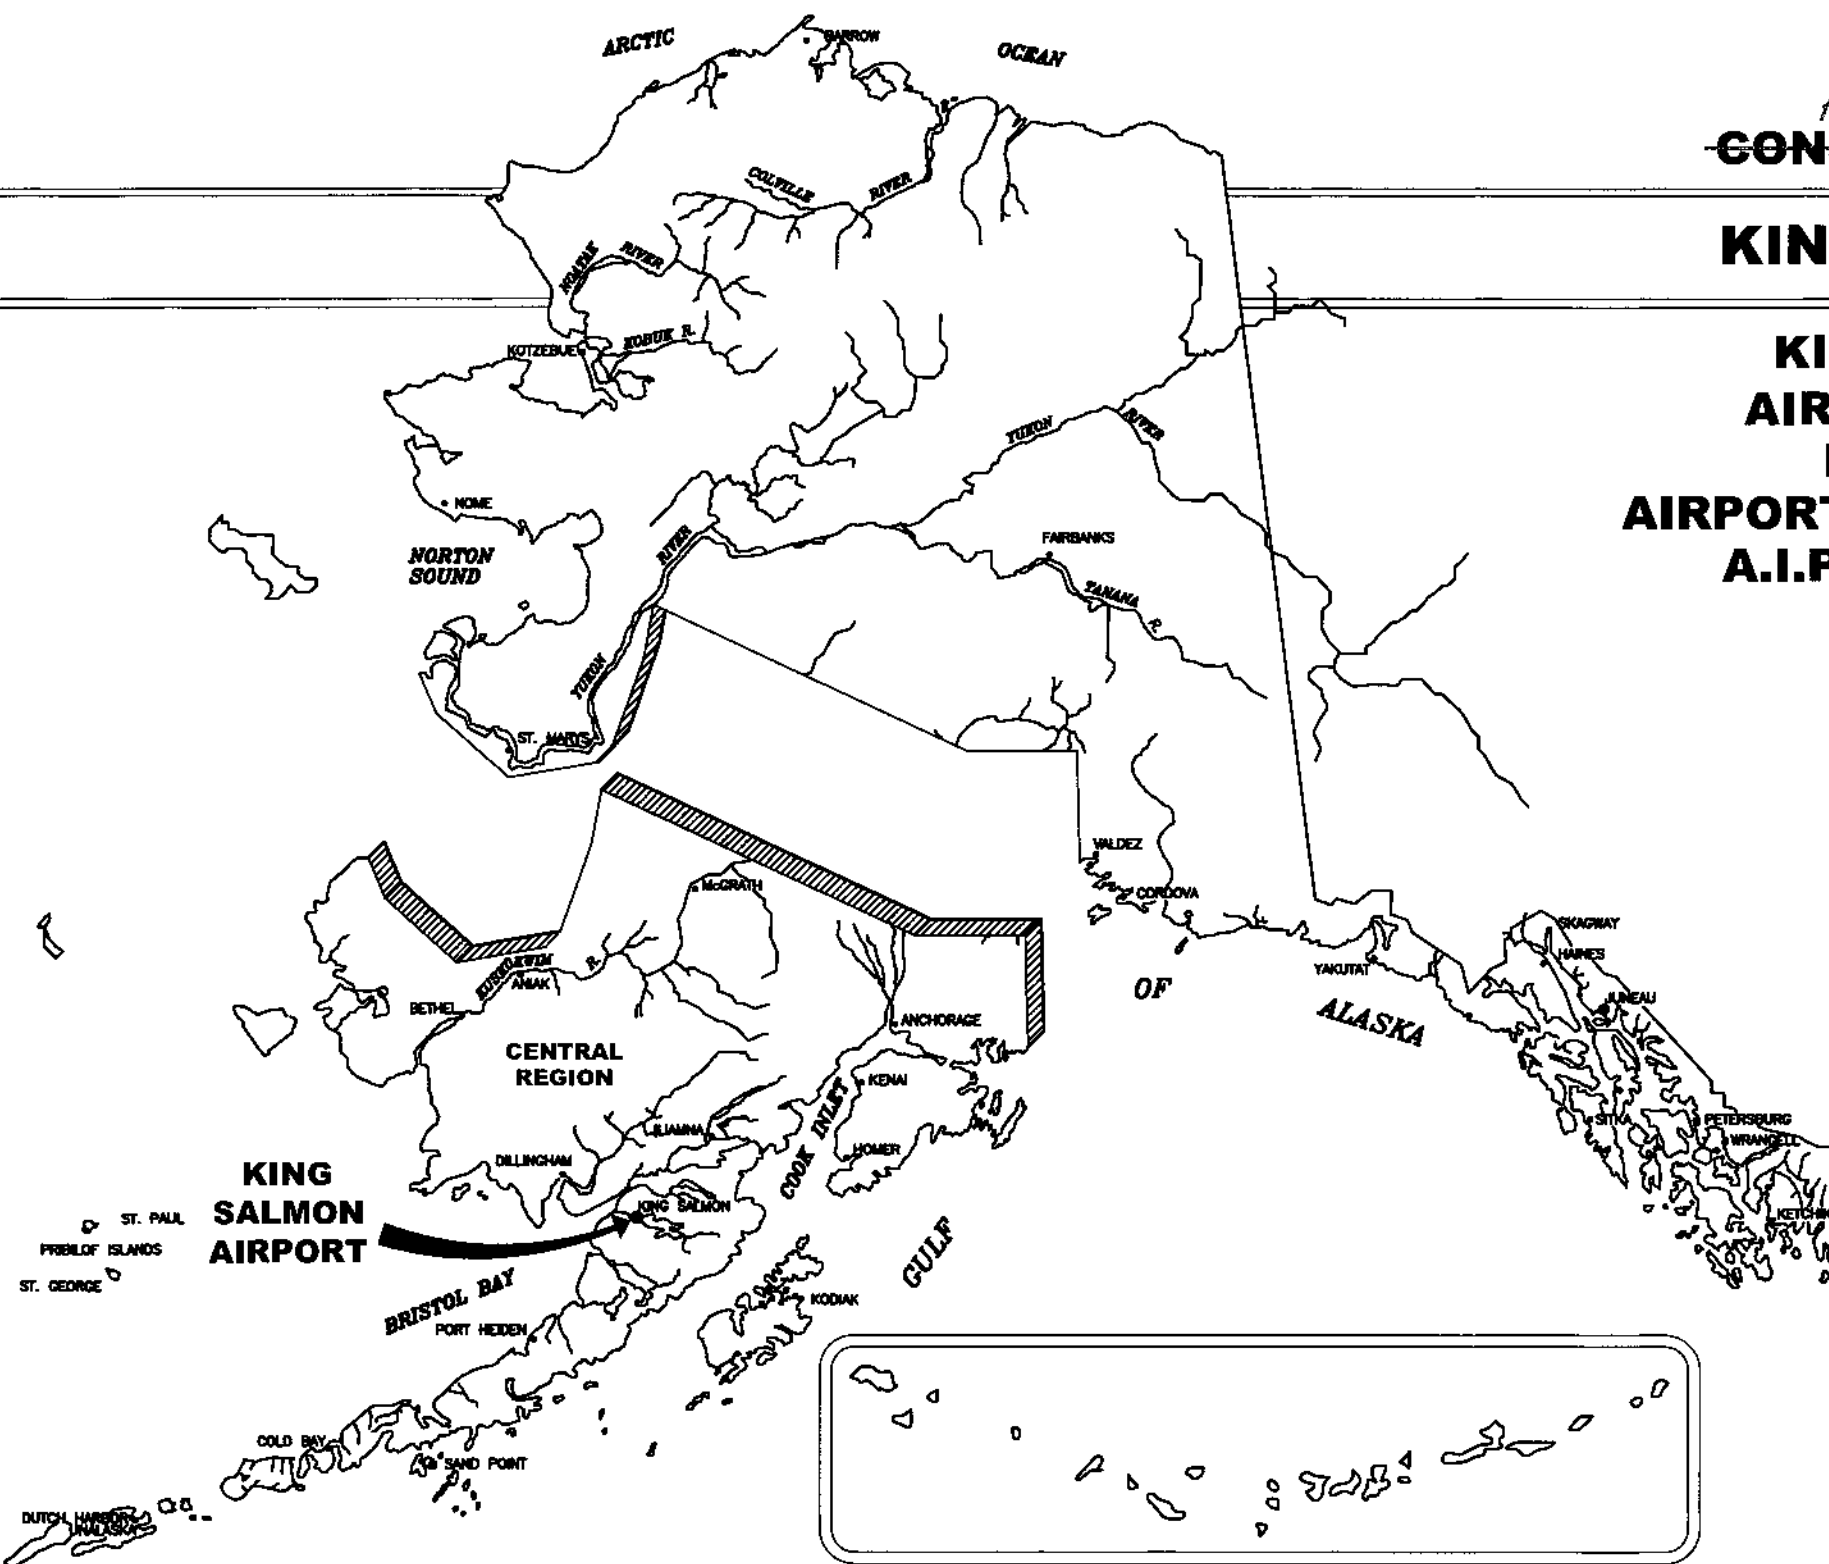 ARCTIC
OCEAN
BARROW
CON
KIN
COLVILLE RIVER
NOATAK RIVER
KOBUK R.
KOTZEBUE
KI
AIR
AIRPORT
A.I.P
YUKON RIVER
NOME
NORTON
SOUND
RIVER
FAIRBANKS
TANANA R.
YUKON
ST. MARYS
VALDEZ
McGRATH
CORDOVA
SKAGWAY
HAINES
YAKUTAT
KUSKOKWIM R.
ANIAK
BETHEL
JUNEAU
OF
ALASKA
ANCHORAGE
CENTRAL
REGION
KENAI
COOK INLET
ILIAMNA
HOMER
DILLINGHAM
SITKA
PETERSBURG
WRANGELL
KING
SALMON
AIRPORT
KING SALMON
ST. PAUL
PRIBILOF ISLANDS
ST. GEORGE
KETCHIK
GULF
BRISTOL BAY
KODIAK
PORT HEIDEN
COLD BAY
SAND POINT
DUTCH HARBOR
UNALASKA